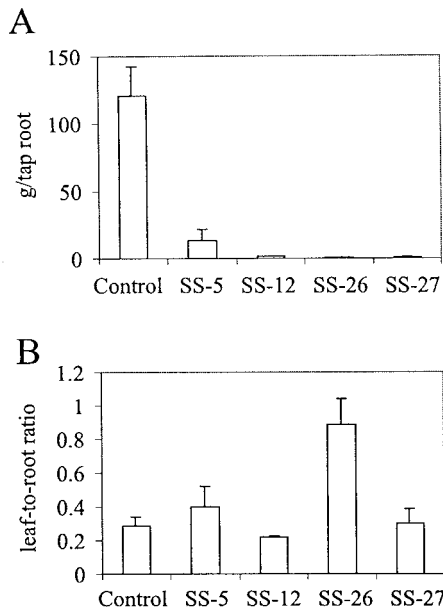 A
150
100
50
0
g/tap root
Control SS-5 SS-12 SS-26 SS-27
B
1.2
1
0.8
0.6
0.4
0.2
0
leaf-to-root ratio
Control SS-5 SS-12 SS-26 SS-27